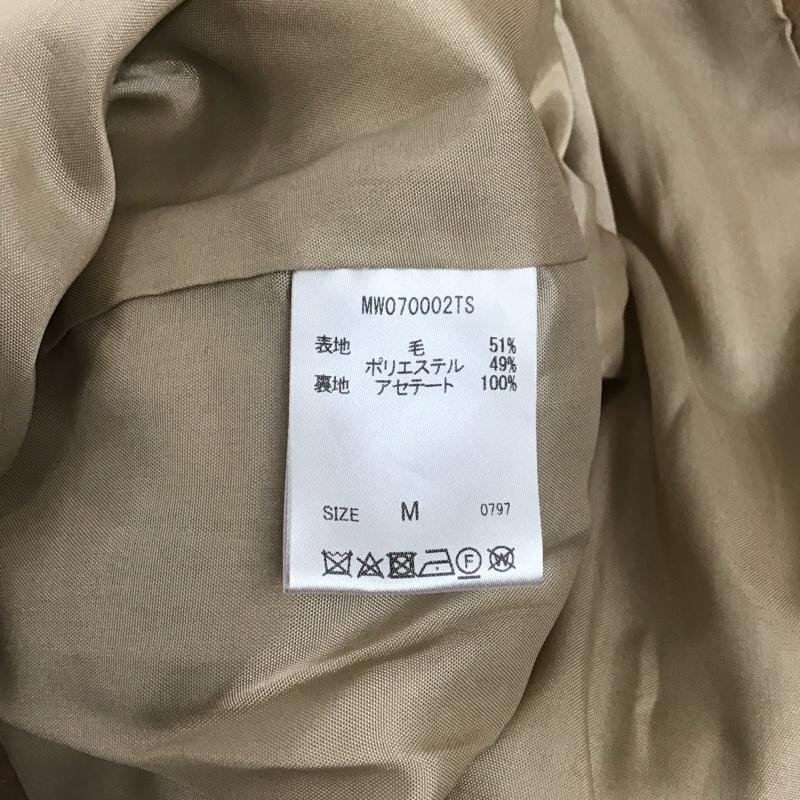 MW070002TS
表地 毛 51%
ポリエステル 49%
裏地 アセテート 100%
SIZE M 0797
F W